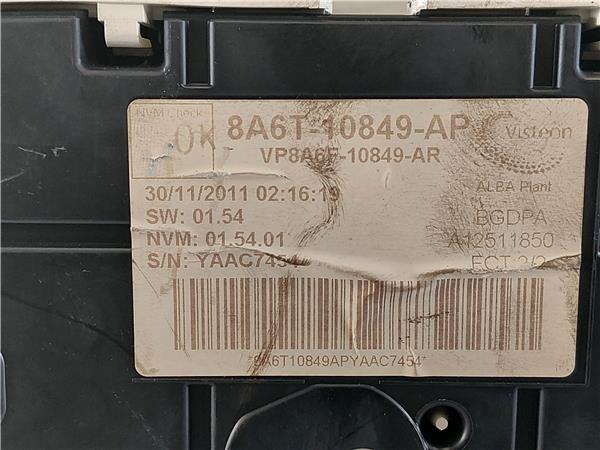 NVM Check
OK
8A6T-10849-AP
Visteon
VP8A6F-10849-AR
ALBA Plant
30/11/2011 02:16:19
BGDPA
SW: 01.54
A12511850
NVM: 01.54.01
S/N: YAAC7454
*8A6T10849APYAAC7454*